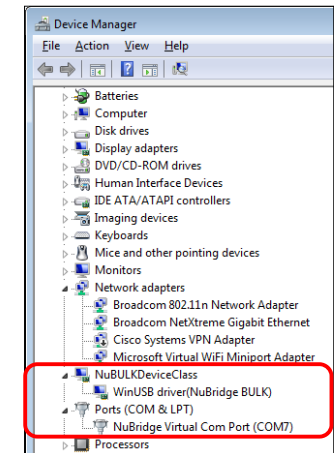 Device Manager
File Action View Help
Batteries
Computer
Disk drives
Display adapters
DVD/CD-ROM drives
Human Interface Devices
IDE ATA/ATAPI controllers
Imaging devices
Keyboards
Mice and other pointing devices
Monitors
Network adapters
Broadcom 802.11n Network Adapter
Broadcom NetXtreme Gigabit Ethernet
Cisco Systems VPN Adapter
Microsoft Virtual WiFi Miniport Adapter
NuBULKDeviceClass
WinUSB driver(NuBridge BULK)
Ports (COM & LPT)
NuBridge Virtual Com Port (COM7)
Processors